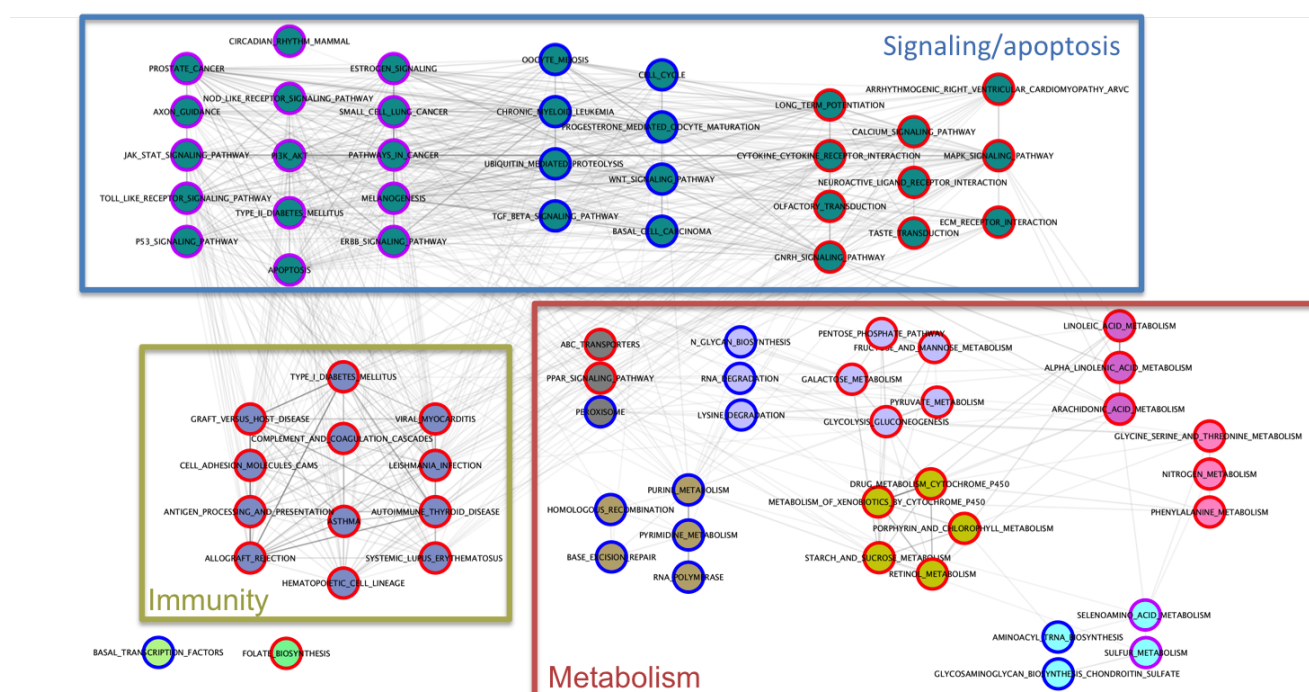 Signaling/apoptosis
CIRCADIAN_RHYTHM_MAMMAL
PROSTATE_CANCER
ESTROGEN_SIGNALING
OOCYTE_MEIOSIS
CELL_CYCLE
ARRHYTHMOGENIC_RIGHT_VENTRICULAR_CARDIOMYOPATHY_ARVC
NOD_LIKE_RECEPTOR_SIGNALING_PATHWAY
LONG_TERM_POTENTIATION
AXON_GUIDANCE
SMALL_CELL_LUNG_CANCER
CHRONIC_MYELOID_LEUKEMIA
PROGESTERONE_MEDIATED_OOCYTE_MATURATION
CALCIUM_SIGNALING_PATHWAY
JAK_STAT_SIGNALING_PATHWAY
PI3K_AKT
PATHWAYS_IN_CANCER
UBIQUITIN_MEDIATED_PROTEOLYSIS
CYTOKINE_CYTOKINE_RECEPTOR_INTERACTION
MAPK_SIGNALING_PATHWAY
WNT_SIGNALING_PATHWAY
NEUROACTIVE_LIGAND_RECEPTOR_INTERACTION
TOLL_LIKE_RECEPTOR_SIGNALING_PATHWAY
MELANOGENESIS
OLFACTORY_TRANSDUCTION
TYPE_II_DIABETES_MELLITUS
TGF_BETA_SIGNALING_PATHWAY
ECM_RECEPTOR_INTERACTION
P53_SIGNALING_PATHWAY
ERBB_SIGNALING_PATHWAY
BASAL_CELL_CARCINOMA
TASTE_TRANSDUCTION
APOPTOSIS
GNRH_SIGNALING_PATHWAY
TYPE_I_DIABETES_MELLITUS
GRAFT_VERSUS_HOST_DISEASE
VIRAL_MYOCARDITIS
COMPLEMENT_AND_COAGULATION_CASCADES
CELL_ADHESION_MOLECULES_CAMS
LEISHMANIA_INFECTION
ANTIGEN_PROCESSING_AND_PRESENTATION
ASTHMA
AUTOIMMUNE_THYROID_DISEASE
ALLOGRAFT_REJECTION
SYSTEMIC_LUPUS_ERYTHEMATOSUS
HEMATOPOIETIC_CELL_LINEAGE
Immunity
BASAL_TRANSCRIPTION_FACTORS
FOLATE_BIOSYNTHESIS
ABC_TRANSPORTERS
N_GLYCAN_BIOSYNTHESIS
PENTOSE_PHOSPHATE_PATHWAY
FRUCTOSE_AND_MANNOSE_METABOLISM
LINOLEIC_ACID_METABOLISM
PPAR_SIGNALING_PATHWAY
RNA_DEGRADATION
GALACTOSE_METABOLISM
ALPHA_LINOLENIC_ACID_METABOLISM
PEROXISOME
LYSINE_DEGRADATION
PYRUVATE_METABOLISM
GLYCOLYSIS_GLUCONEOGENESIS
ARACHIDONIC_ACID_METABOLISM
GLYCINE_SERINE_AND_THREONINE_METABOLISM
NITROGEN_METABOLISM
PHENYLALANINE_METABOLISM
PURINE_METABOLISM
DRUG_METABOLISM_CYTOCHROME_P450
METABOLISM_OF_XENOBIOTICS_BY_CYTOCHROME_P450
HOMOLOGOUS_RECOMBINATION
PYRIMIDINE_METABOLISM
PORPHYRIN_AND_CHLOROPHYLL_METABOLISM
BASE_EXCISION_REPAIR
STARCH_AND_SUCROSE_METABOLISM
RNA_POLYMERASE
RETINOL_METABOLISM
SELENOAMINO_ACID_METABOLISM
AMINOACYL_TRNA_BIOSYNTHESIS
SULFUR_METABOLISM
GLYCOSAMINOGLYCAN_BIOSYNTHESIS_CHONDROITIN_SULFATE
Metabolism